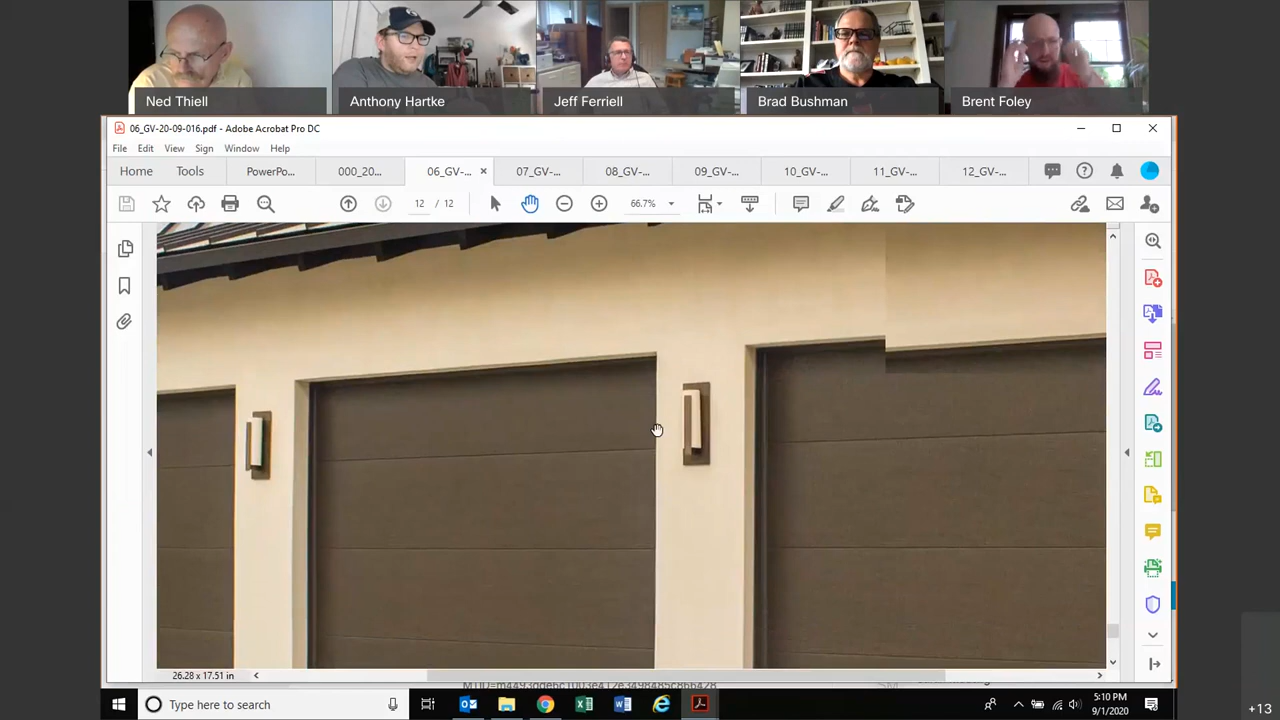 Ned Thiell
Anthony Hartke
Jeff Ferriell
Brad Bushman
Brent Foley
06_GV-20-09-016.pdf - Adobe Acrobat Pro DC
File Edit View Sign Window Help
Home Tools PowerPo... 000_20... 06_GV-... 07_GV-... 08_GV-... 09_GV-... 10_GV-... 11_GV-... 12_GV-...
12 / 12 66.7%
26.28 x 17.51 in
Type here to search
5:10 PM
9/1/2020
+13